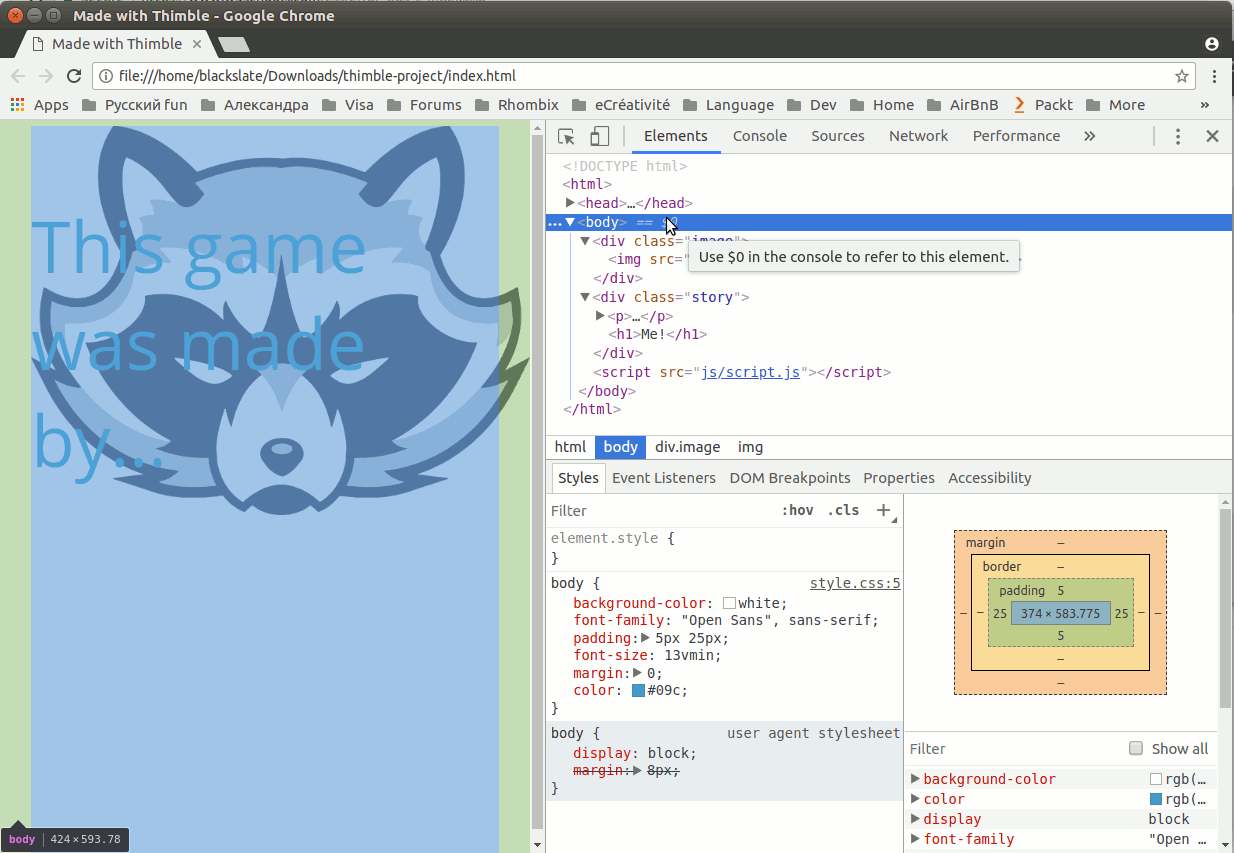 Made with Thimble - Google Chrome
Made with Thimble
file:///home/blackslate/Downloads/thimble-project/index.html
Apps Русский fun Александра Visa Forums Rhombix eCréativité Language Dev Home AirBnB Packt More »
This game
was made
by...
body 424×593.78
Elements Console Sources Network Performance »
<!DOCTYPE html>
<html>
<head>…</head>
…<body> == $0
<div class="image">
<img src="
Use $0 in the console to refer to this element.
</div>
<div class="story">
<p>…</p>
<h1>Me!</h1>
</div>
<script src="js/script.js"></script>
</body>
</html>
html body div.image img
Styles Event Listeners DOM Breakpoints Properties Accessibility
Filter :hov .cls +
element.style {
}
body { style.css:5
background-color: white;
font-family: "Open Sans", sans-serif;
padding: 5px 25px;
font-size: 13vmin;
margin: 0;
color: #09c;
}
body { user agent stylesheet
display: block;
margin: 8px;
}
margin –
border –
padding 5
– – 25 374 × 583.775 25 – –
5
–
–
Filter Show all
background-color rgb(…
color rgb(…
display block
font-family "Open …